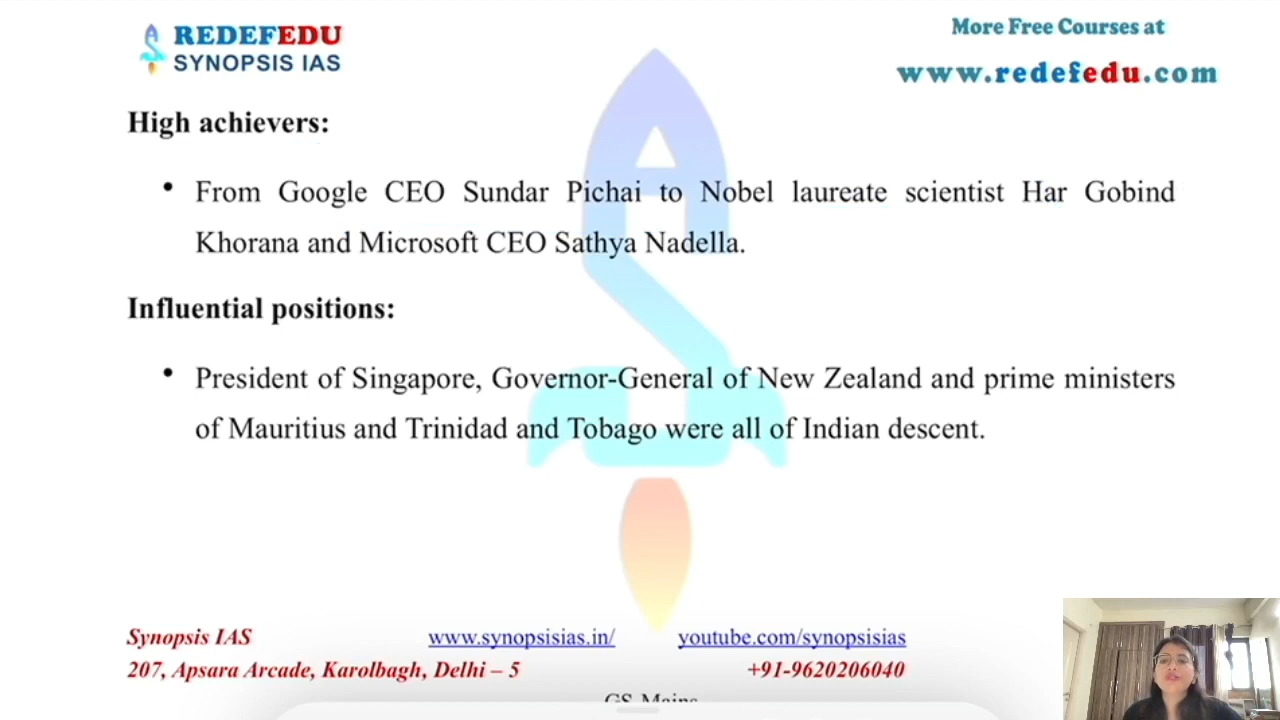 REDEFEDU
SYNOPSIS IAS
More Free Courses at
www.redefedu.com
High achievers:
• From Google CEO Sundar Pichai to Nobel laureate scientist Har Gobind
Khorana and Microsoft CEO Sathya Nadella.
Influential positions:
• President of Singapore, Governor-General of New Zealand and prime ministers
of Mauritius and Trinidad and Tobago were all of Indian descent.
Synopsis IAS www.synopsisias.in/ youtube.com/synopsisias
207, Apsara Arcade, Karolbagh, Delhi – 5 +91-9620206040
GS Mains